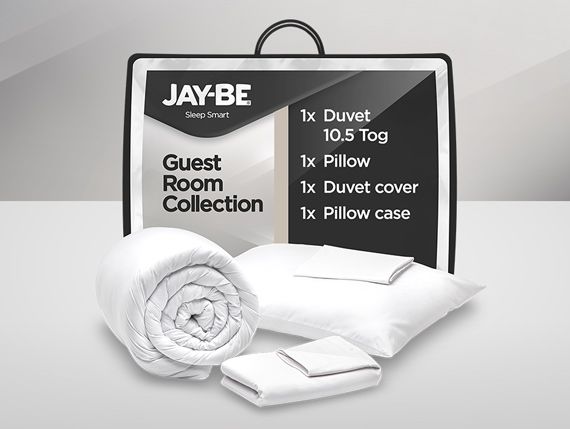 JAY-BE®
Sleep Smart
Guest
Room
Collection
1x Duvet
10.5 Tog
1x Pillow
1x Duvet cover
1x Pillow case